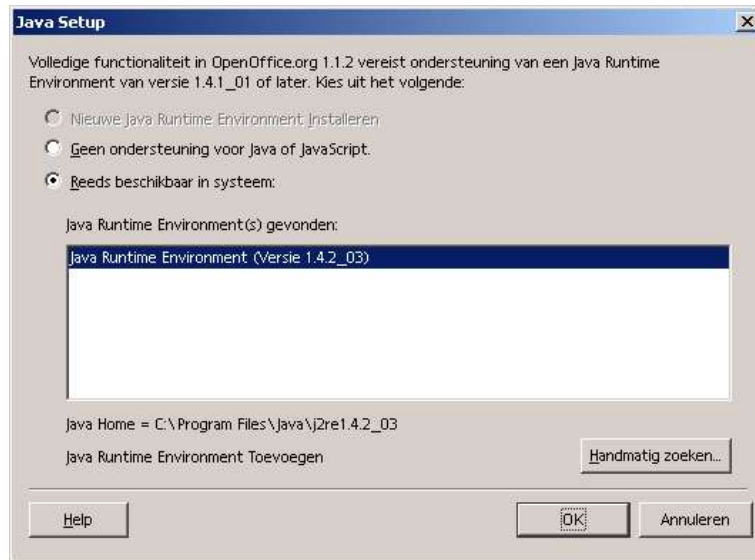 Java Setup
Volledige functionaliteit in OpenOffice.org 1.1.2 vereist ondersteuning van een Java Runtime
Environment van versie 1.4.1_01 of later. Kies uit het volgende:
Nieuwe Java Runtime Environment Installeren
Geen ondersteuning voor Java of JavaScript.
Reeds beschikbaar in systeem:
Java Runtime Environment(s) gevonden:
Java Runtime Environment (Versie 1.4.2_03)
Java Home = C:\Program Files\Java\j2re1.4.2_03
Java Runtime Environment Toevoegen
Handmatig zoeken...
Help
OK
Annuleren